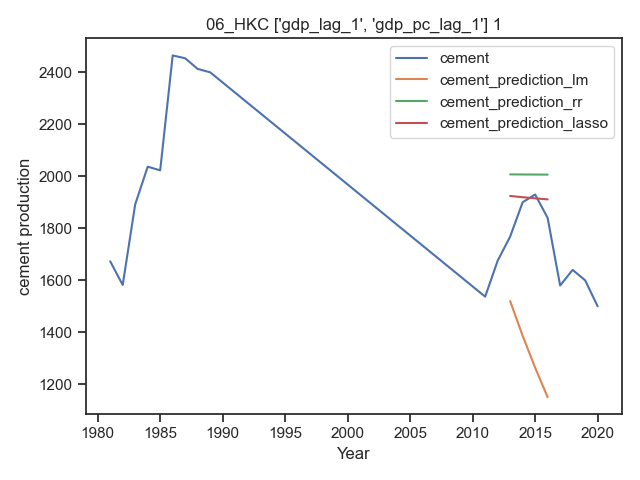 06_HKC ['gdp_lag_1', 'gdp_pc_lag_1'] 1
cement
cement_prediction_lm
cement_prediction_rr
cement_prediction_lasso
cement production
2400
2200
2000
1800
1600
1400
1200
1980 1985 1990 1995 2000 2005 2010 2015 2020
Year